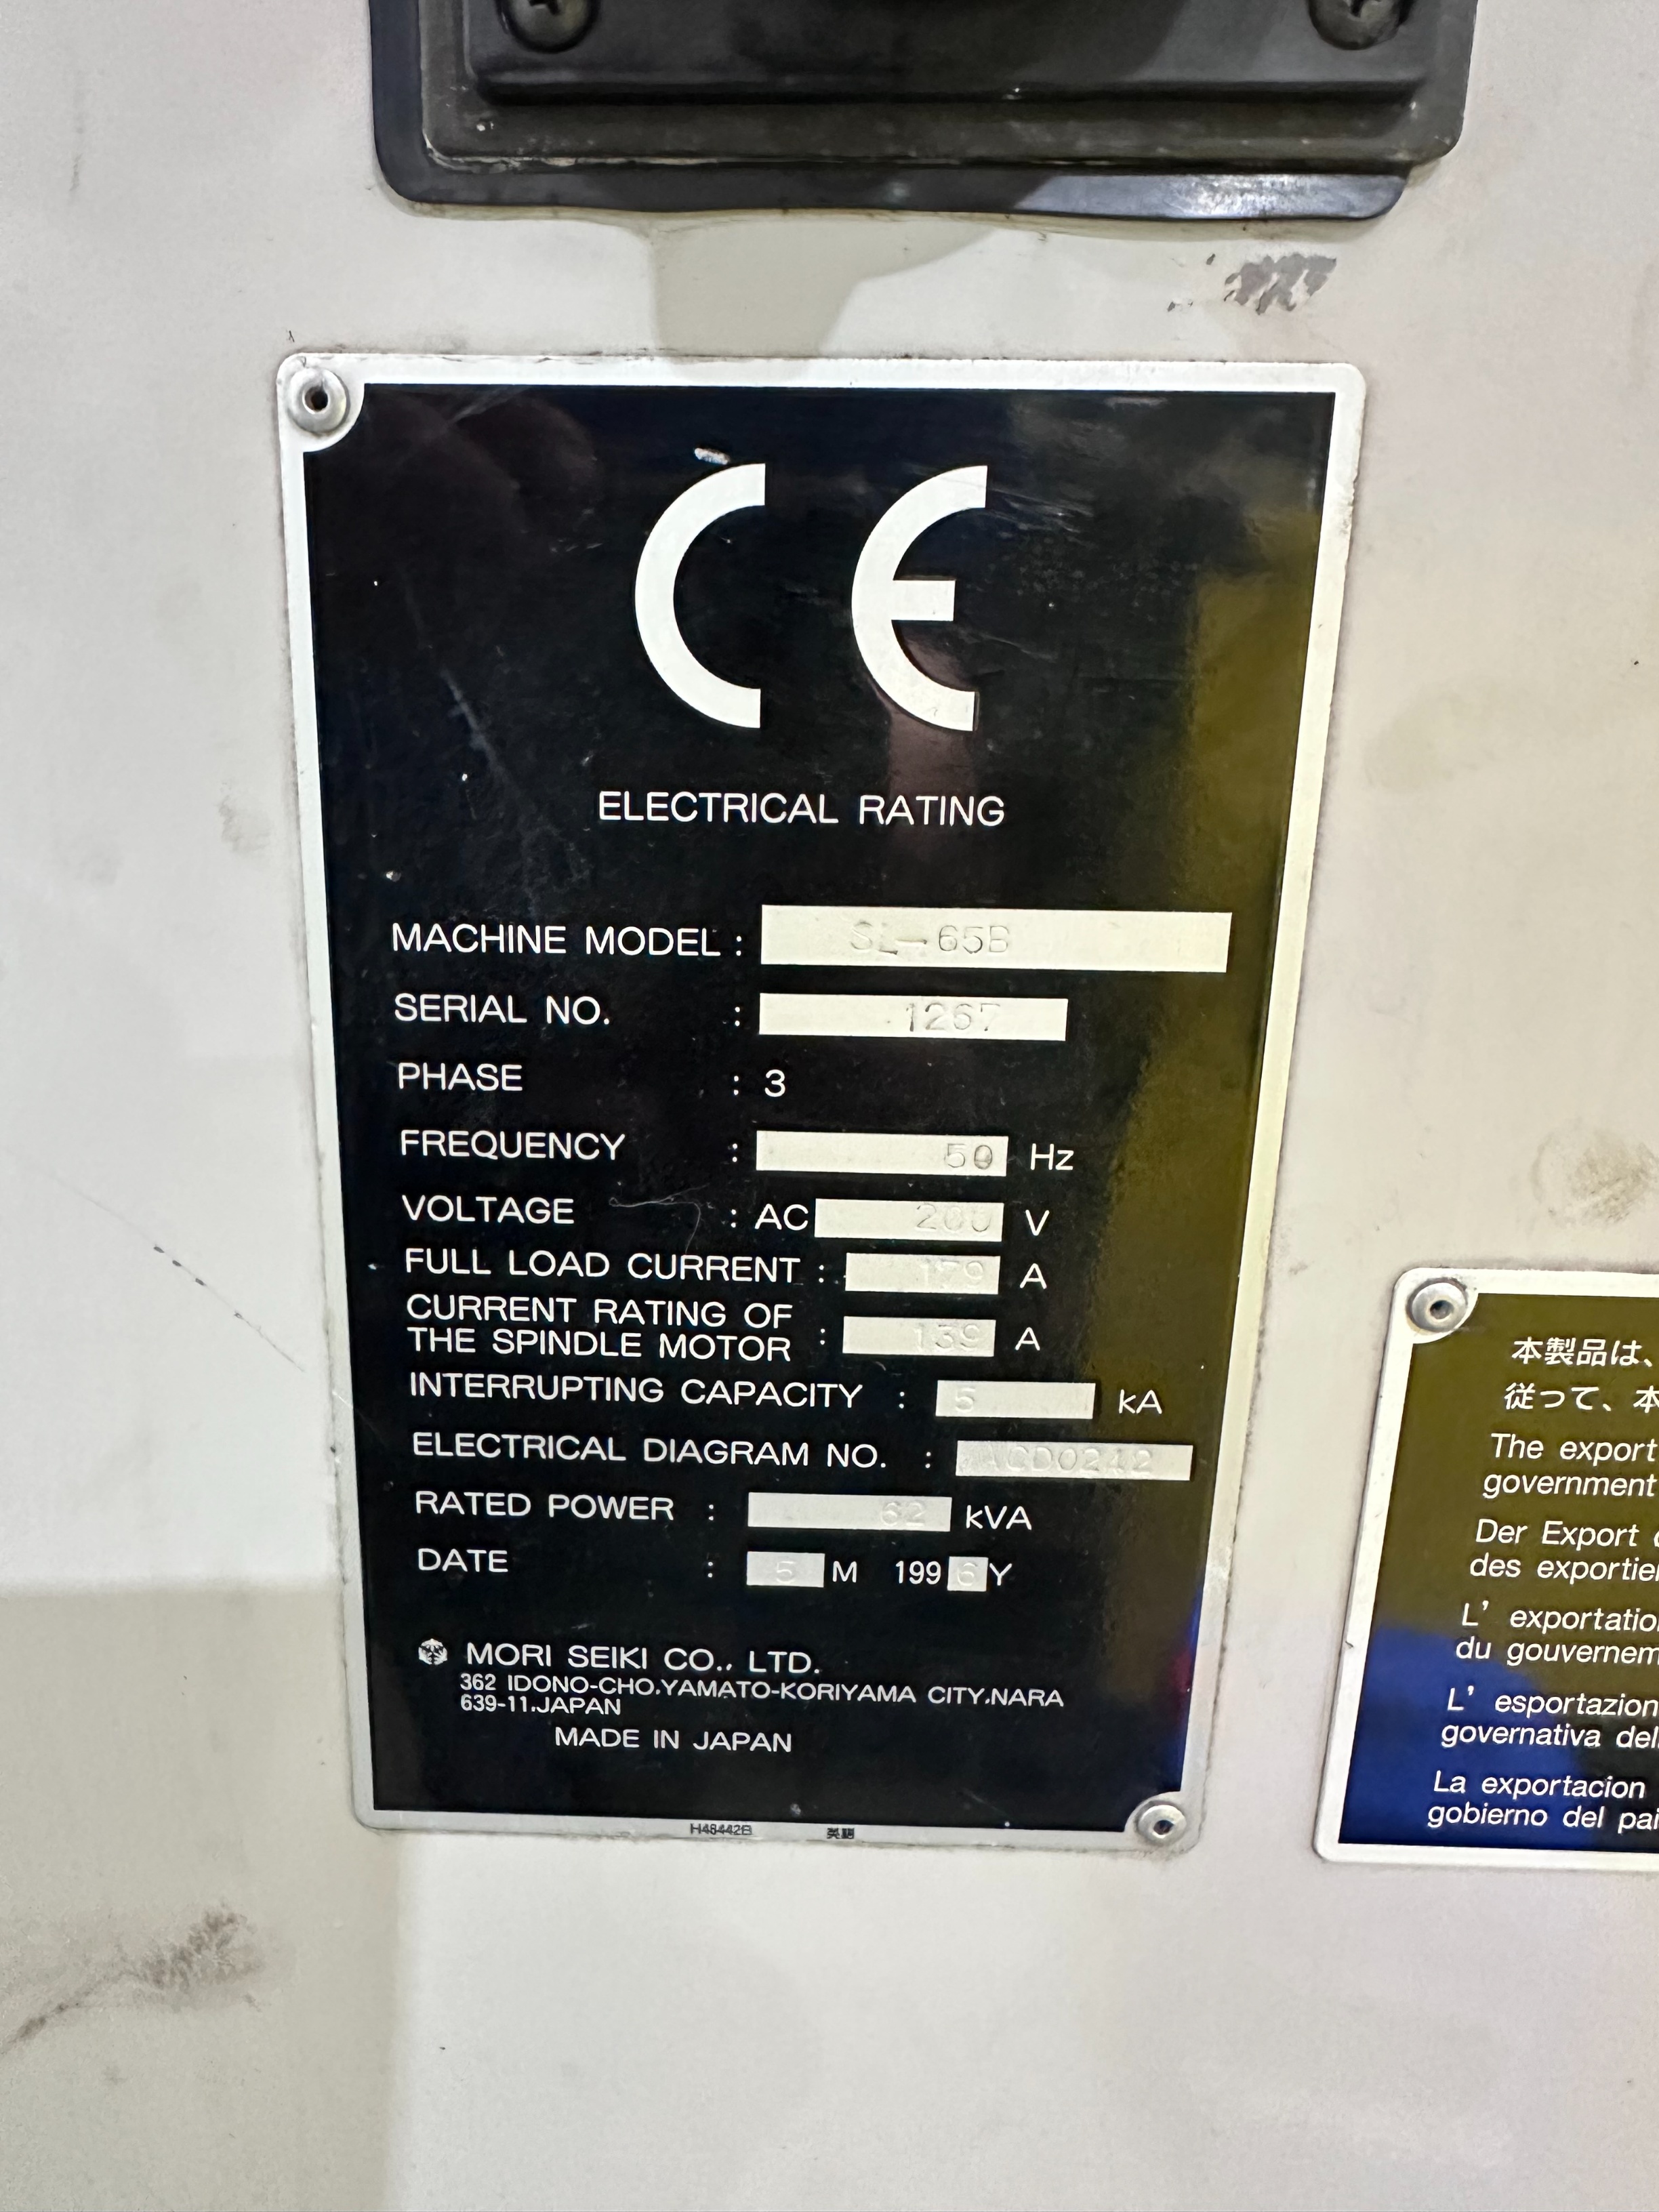 CE
ELECTRICAL RATING
MACHINE MODEL : SL-65B
SERIAL NO. : 1267
PHASE : 3
FREQUENCY : 50 Hz
VOLTAGE : AC 200 V
FULL LOAD CURRENT : 179 A
CURRENT RATING OF
THE SPINDLE MOTOR : 139 A
INTERRUPTING CAPACITY : 5 kA
ELECTRICAL DIAGRAM NO. : ACD0242
RATED POWER : 62 kVA
DATE : 5 M 1996 Y
MORI SEIKI CO., LTD.
362 IDONO-CHO,YAMATO-KORIYAMA CITY,NARA
639-11,JAPAN
MADE IN JAPAN
H48442B 英語
本製品は、
従って、本
The export
government
Der Export
des exportier
L' exportation
du gouvernem
L' esportazion
governativa del
La exportacion
gobierno del pai